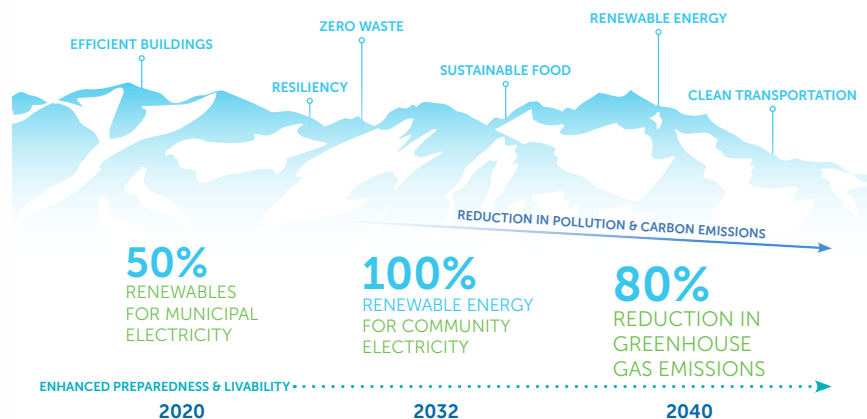 EFFICIENT BUILDINGS
RESILIENCY
ZERO WASTE
SUSTAINABLE FOOD
RENEWABLE ENERGY
CLEAN TRANSPORTATION
REDUCTION IN POLLUTION & CARBON EMISSIONS
50%
RENEWABLES
FOR MUNICIPAL
ELECTRICITY
100%
RENEWABLE ENERGY
FOR COMMUNITY
ELECTRICITY
80%
REDUCTION IN
GREENHOUSE
GAS EMISSIONS
ENHANCED PREPAREDNESS & LIVABILITY
2020
2032
2040